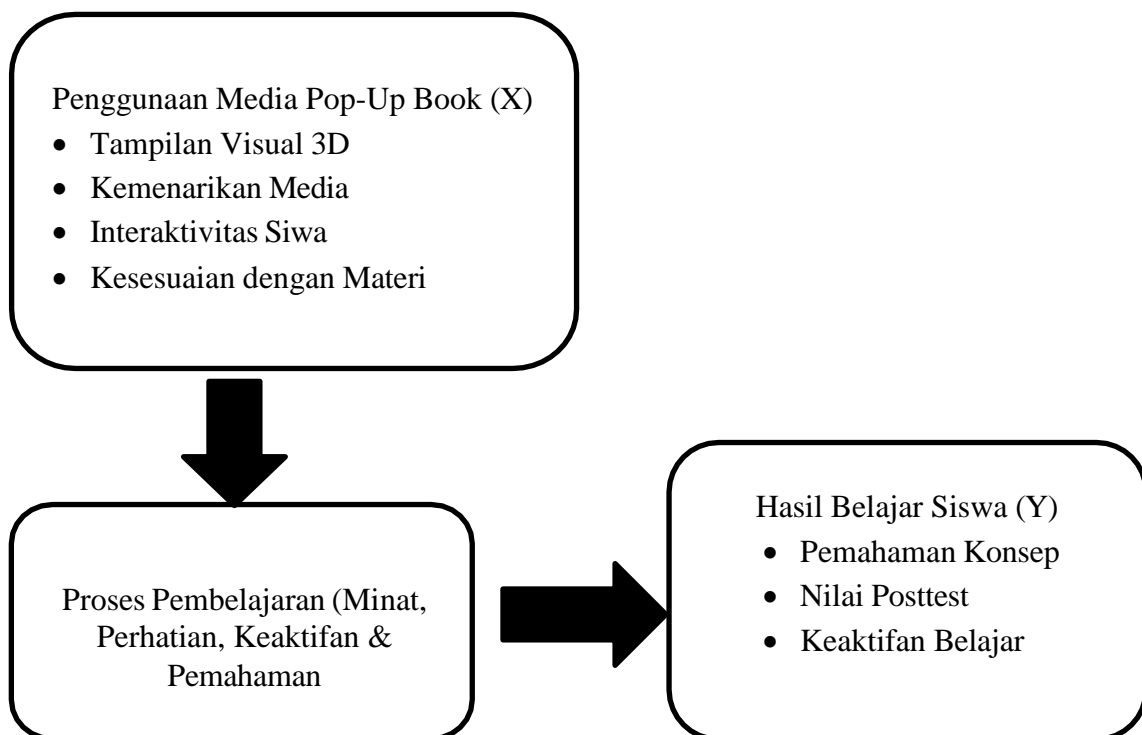 Penggunaan Media Pop-Up Book (X)
• Tampilan Visual 3D
• Kemenarikan Media
• Interaktivitas Siwa
• Kesesuaian dengan Materi
Proses Pembelajaran (Minat,
Perhatian, Keaktifan &
Pemahaman
Hasil Belajar Siswa (Y)
• Pemahaman Konsep
• Nilai Posttest
• Keaktifan Belajar